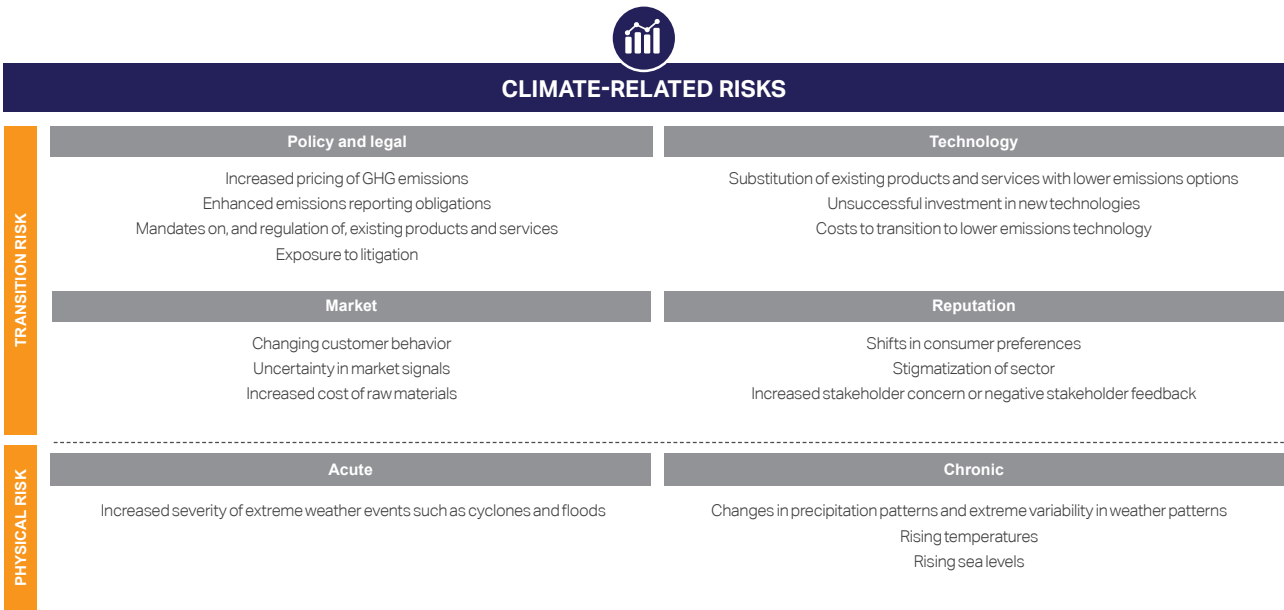 CLIMATE-RELATED RISKS
TRANSITION RISK
Policy and legal
Increased pricing of GHG emissions
Enhanced emissions reporting obligations
Mandates on, and regulation of, existing products and services
Exposure to litigation
Technology
Substitution of existing products and services with lower emissions options
Unsuccessful investment in new technologies
Costs to transition to lower emissions technology
Market
Changing customer behavior
Uncertainty in market signals
Increased cost of raw materials
Reputation
Shifts in consumer preferences
Stigmatization of sector
Increased stakeholder concern or negative stakeholder feedback
PHYSICAL RISK
Acute
Increased severity of extreme weather events such as cyclones and floods
Chronic
Changes in precipitation patterns and extreme variability in weather patterns
Rising temperatures
Rising sea levels